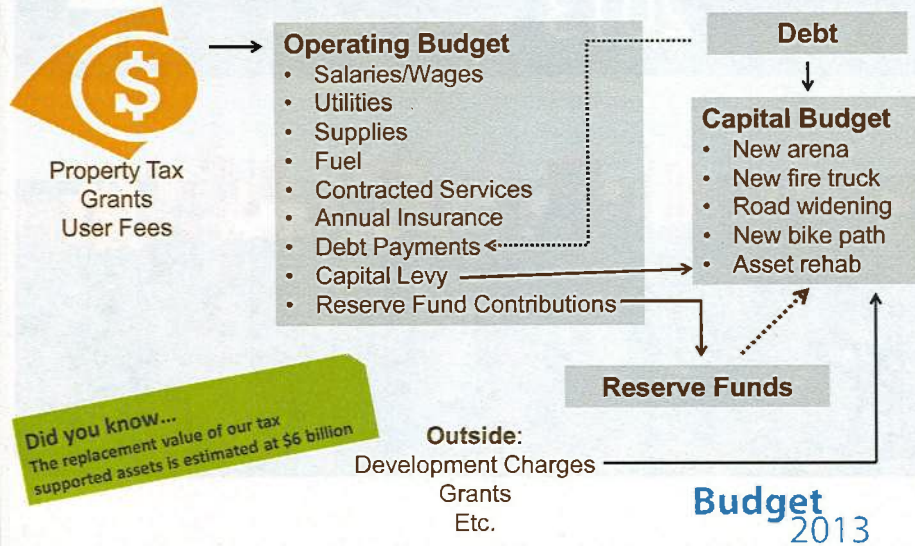 $
Property Tax
Grants
User Fees
Operating Budget
• Salaries/Wages
• Utilities
• Supplies
• Fuel
• Contracted Services
• Annual Insurance
• Debt Payments
• Capital Levy
• Reserve Fund Contributions
Debt
Capital Budget
• New arena
• New fire truck
• Road widening
• New bike path
• Asset rehab
Reserve Funds
Did you know...
The replacement value of our tax
supported assets is estimated at $6 billion
Outside:
Development Charges
Grants
Etc.
Budget
2013